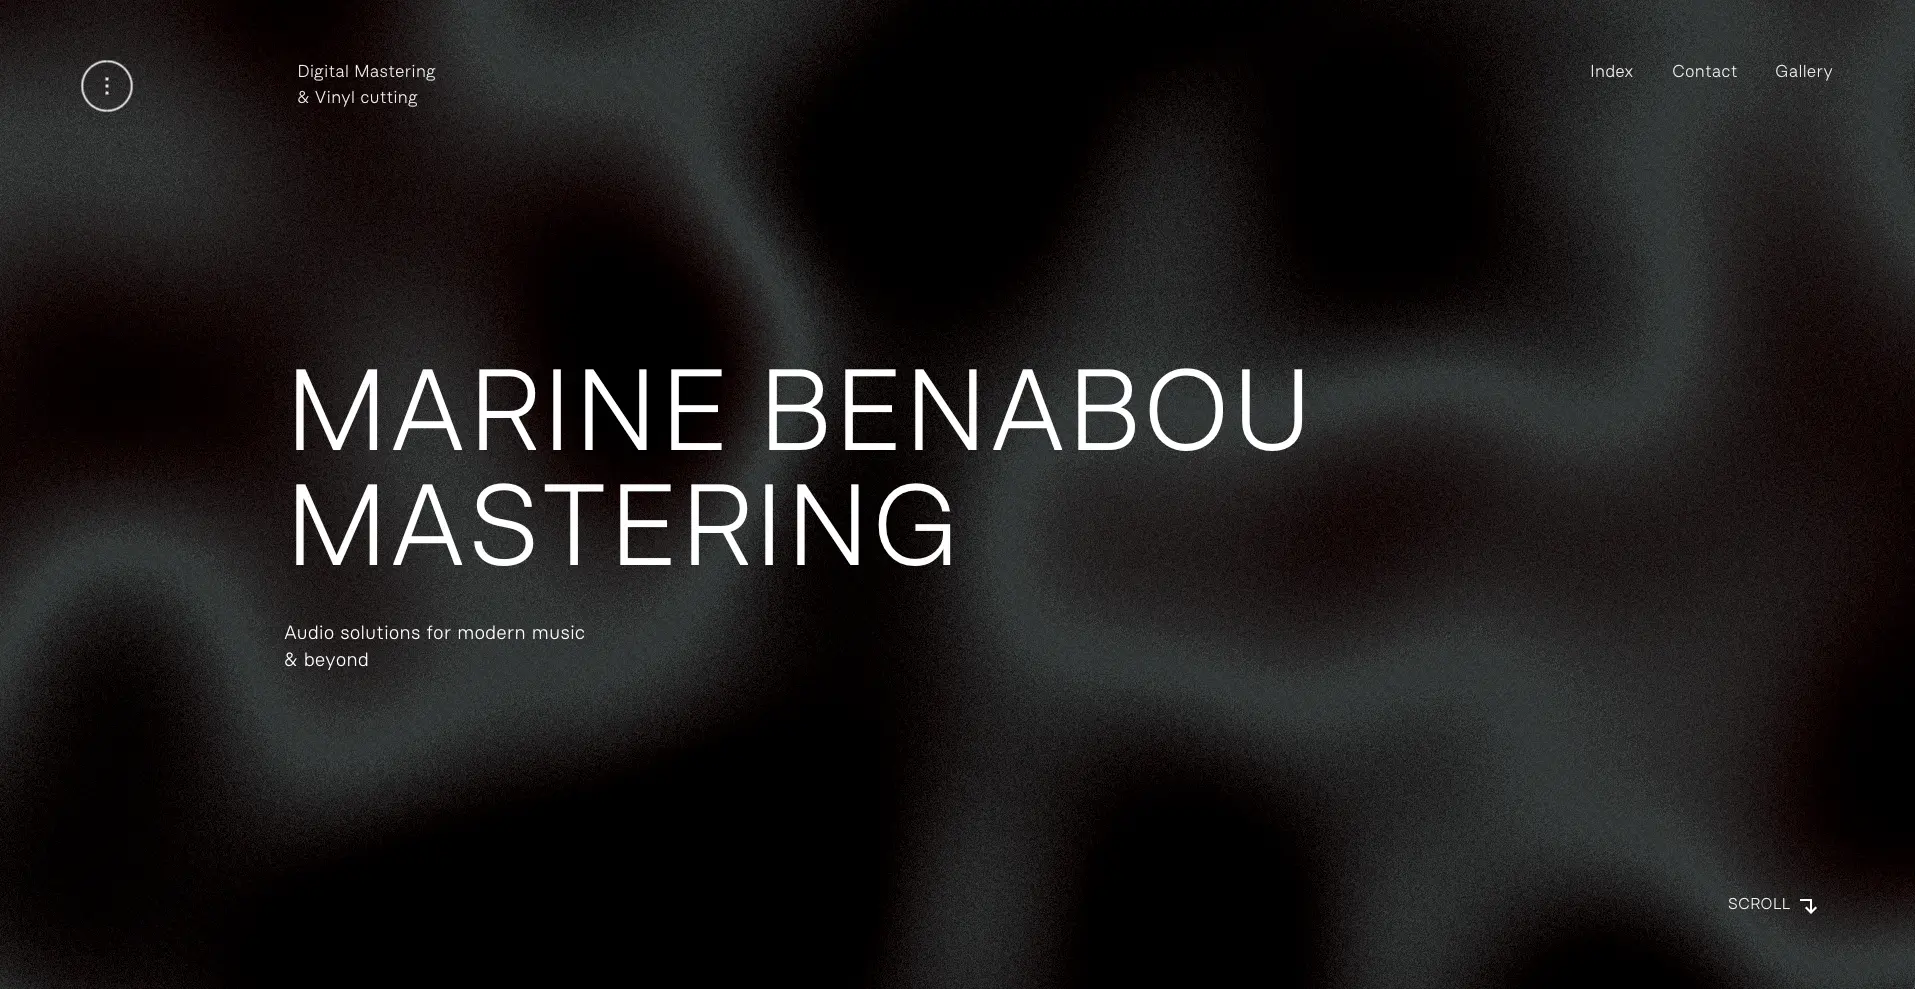 Digital Mastering
& Vinyl cutting
Index
Contact
Gallery
MARINE BENABOU
MASTERING
Audio solutions for modern music
& beyond
SCROLL